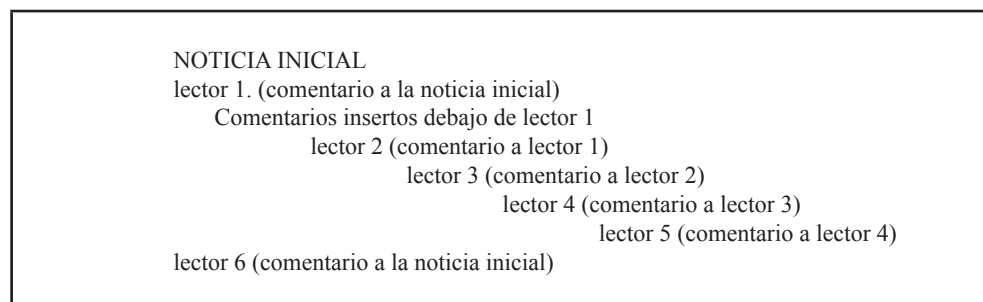 NOTICIA INICIAL
lector 1. (comentario a la noticia inicial)
Comentarios insertos debajo de lector 1
lector 2 (comentario a lector 1)
lector 3 (comentario a lector 2)
lector 4 (comentario a lector 3)
lector 5 (comentario a lector 4)
lector 6 (comentario a la noticia inicial)